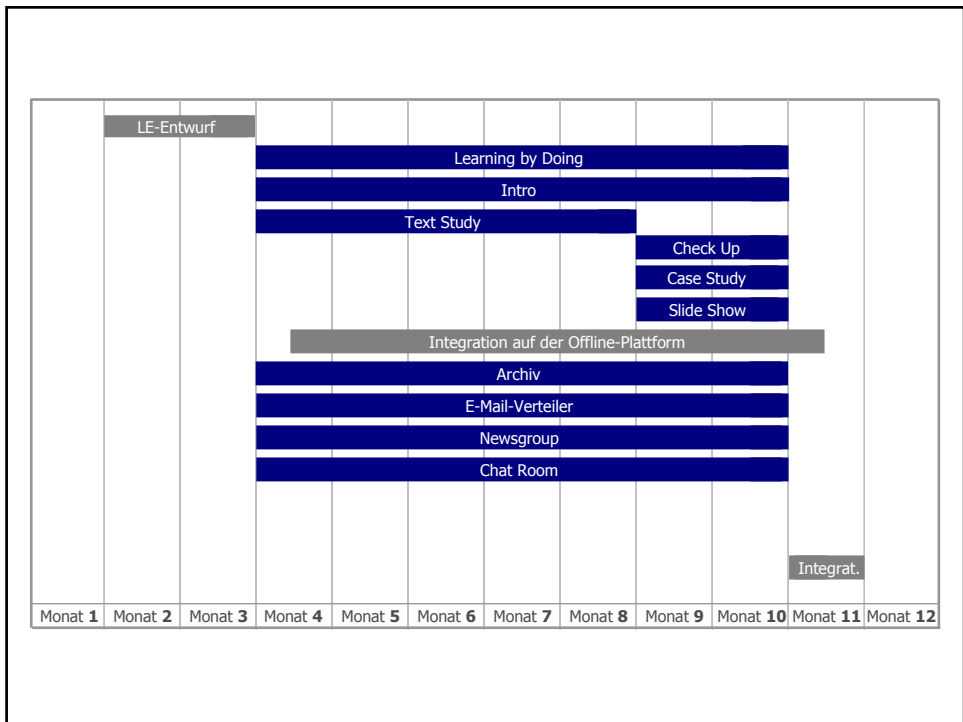 LE-Entwurf
Learning by Doing
Intro
Text Study
Check Up
Case Study
Slide Show
Integration auf der Offline-Plattform
Archiv
E-Mail-Verteiler
Newsgroup
Chat Room
Integrat.
Monat 1 Monat 2 Monat 3 Monat 4 Monat 5 Monat 6 Monat 7 Monat 8 Monat 9 Monat 10 Monat 11 Monat 12